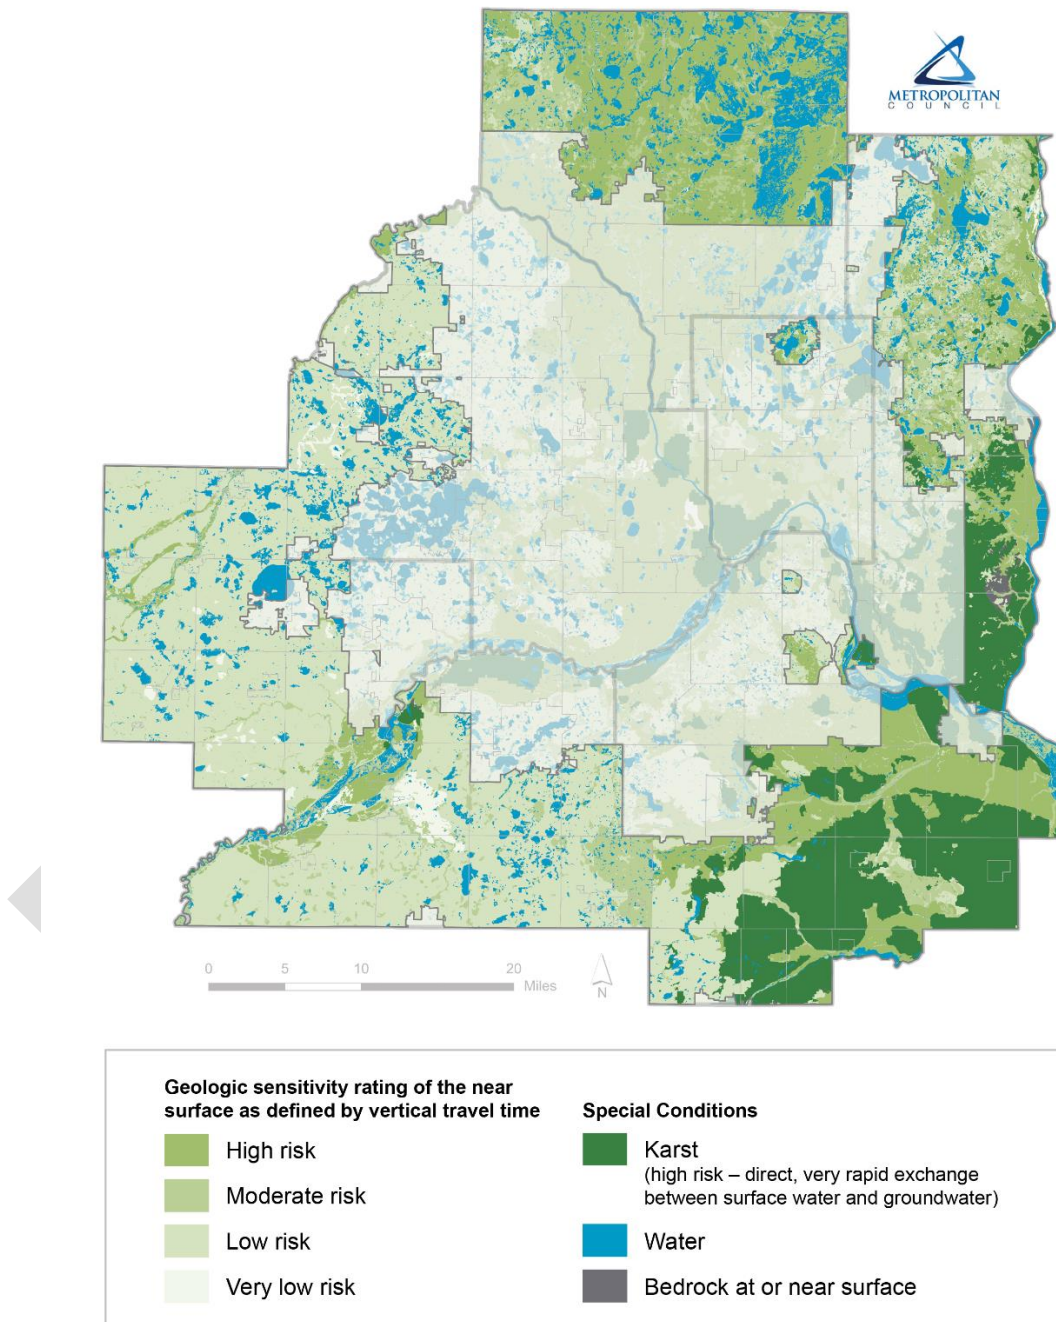 METROPOLITAN
COUNCIL
0 5 10 20
Miles
N
Geologic sensitivity rating of the near
surface as defined by vertical travel time
High risk
Moderate risk
Low risk
Very low risk
Special Conditions
Karst
(high risk – direct, very rapid exchange
between surface water and groundwater)
Water
Bedrock at or near surface